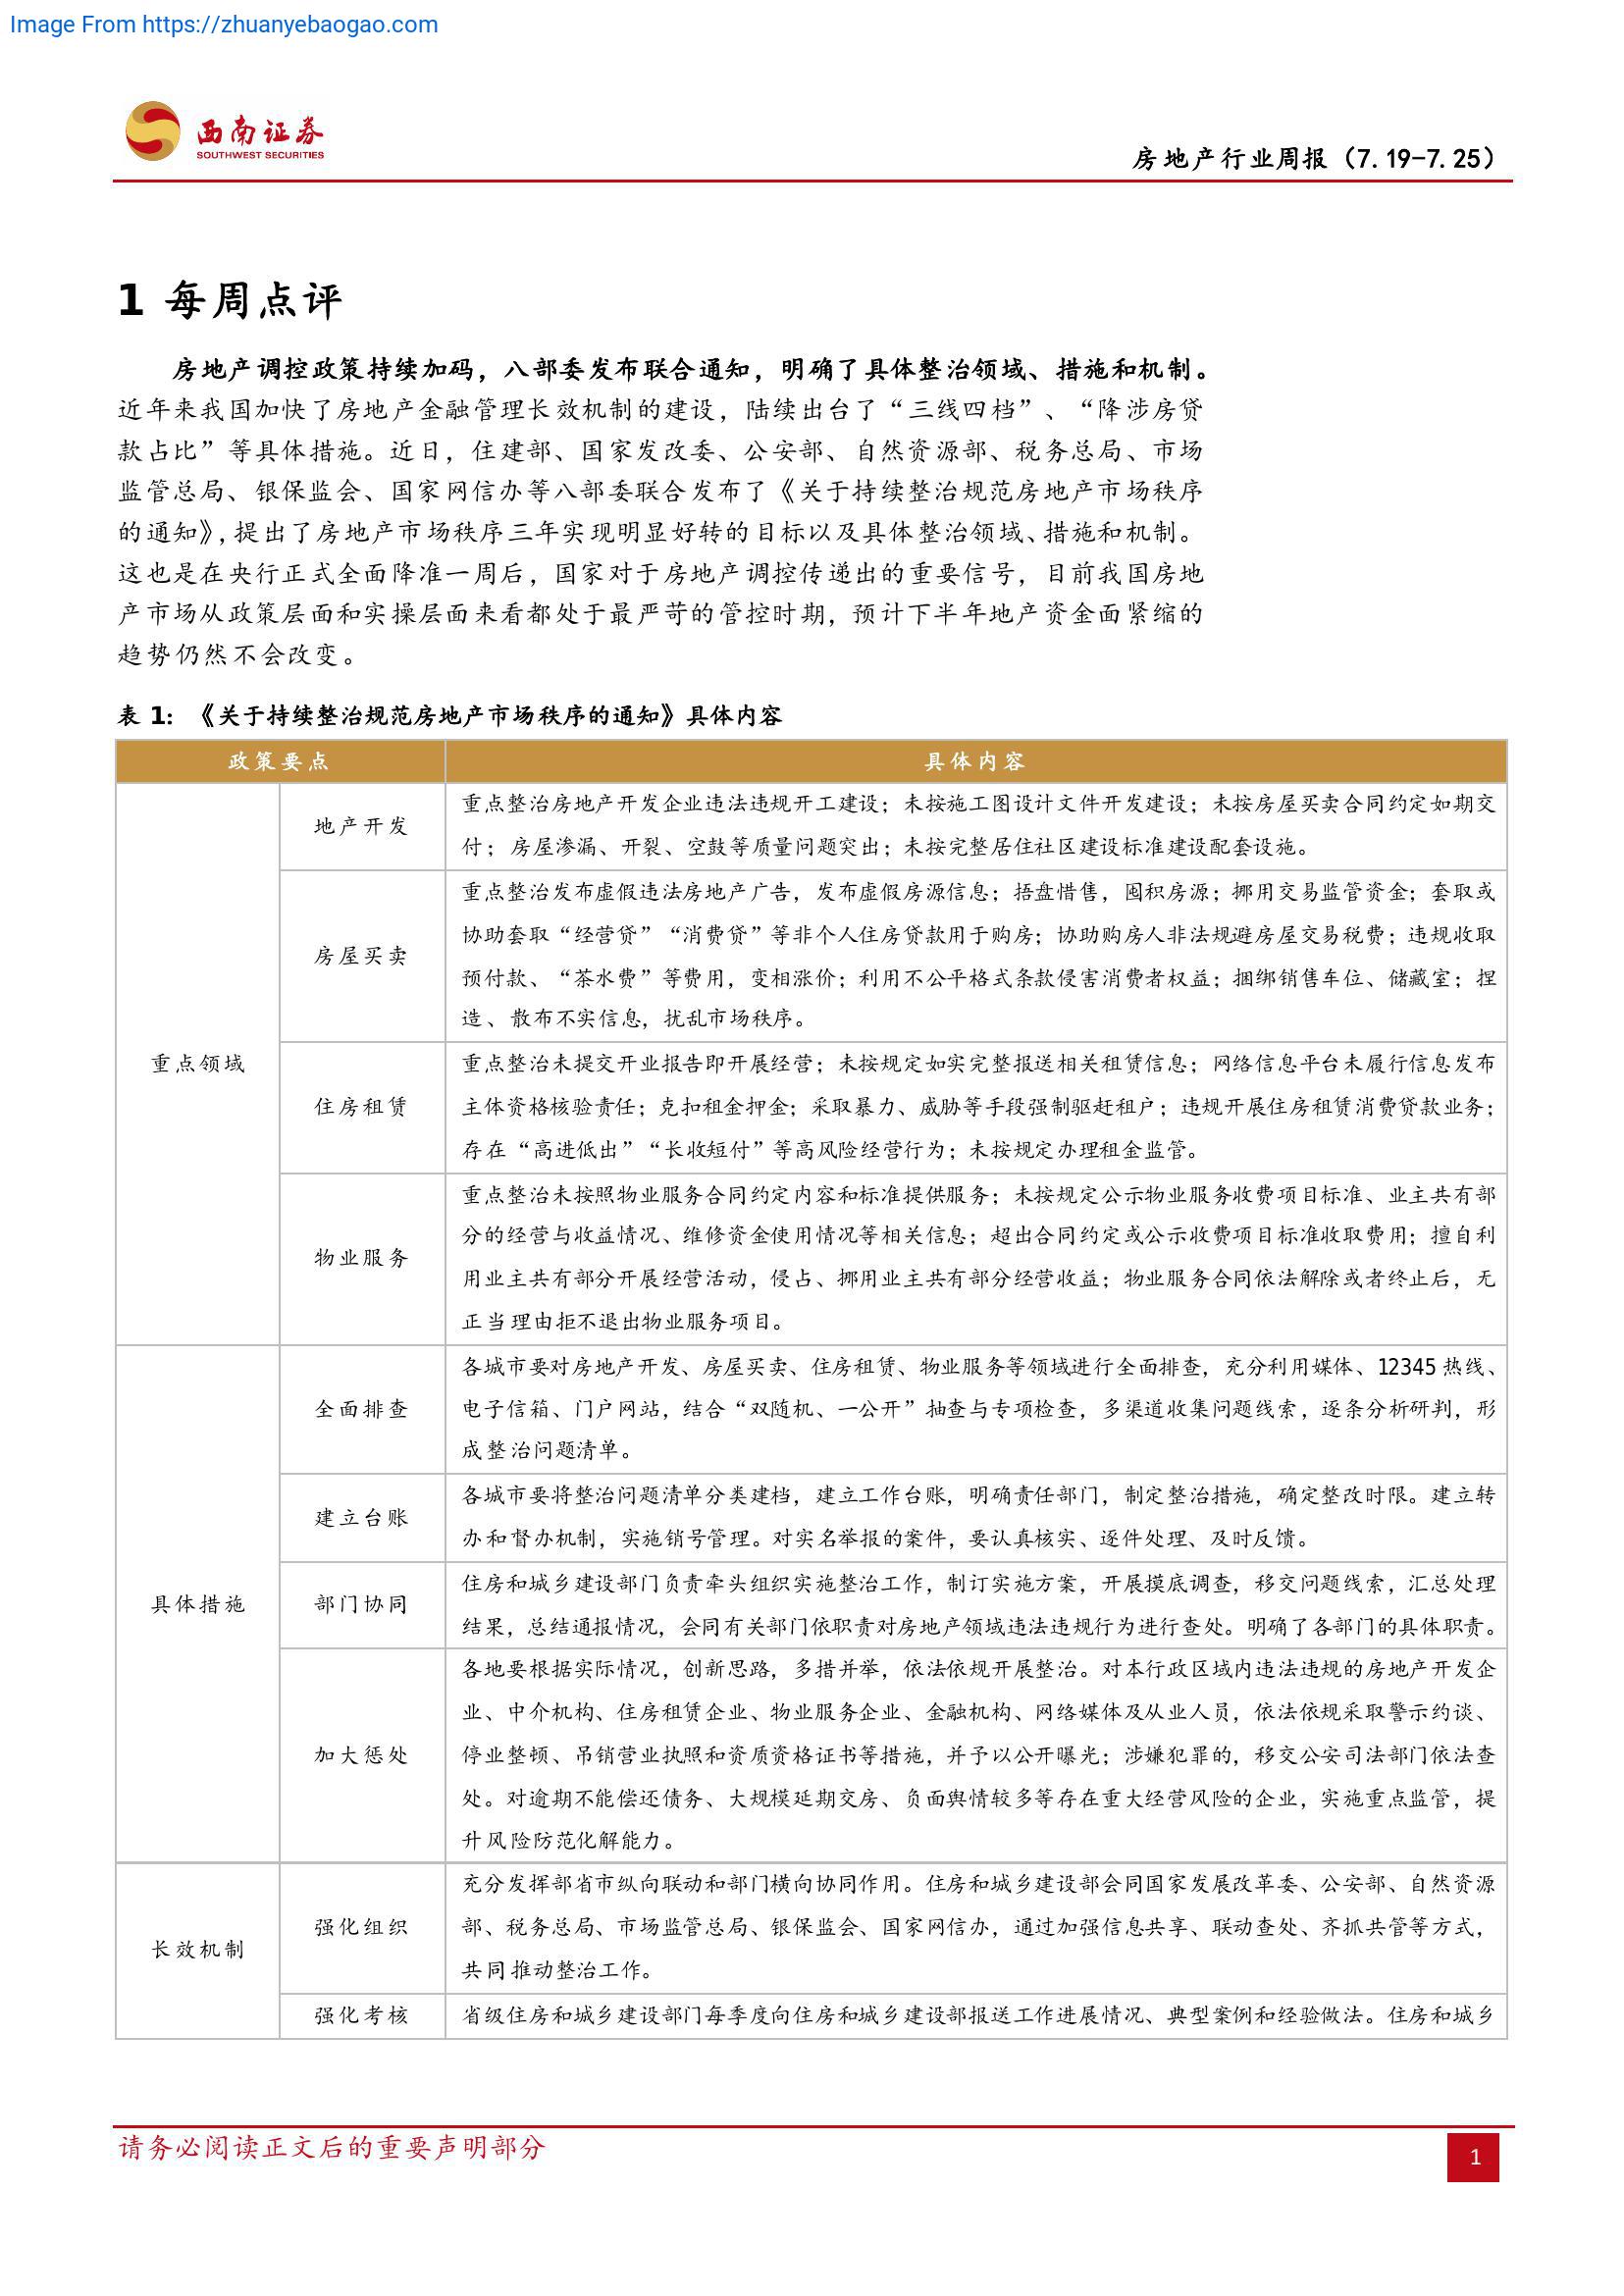 Image From https://zhuanyebaogao.com
西南证券
SOUTHWEST SECURITIES
房地产行业周报（7.19-7.25）
1 每周点评
房地产调控政策持续加码，八部委发布联合通知，明确了具体整治领域、措施和机制。
近年来我国加快了房地产金融管理长效机制的建设，陆续出台了“三线四档”、“降涉房贷
款占比”等具体措施。近日，住建部、国家发改委、公安部、自然资源部、税务总局、市场
监管总局、银保监会、国家网信办等八部委联合发布了《关于持续整治规范房地产市场秩序
的通知》，提出了房地产市场秩序三年实现明显好转的目标以及具体整治领域、措施和机制。
这也是在央行正式全面降准一周后，国家对于房地产调控传递出的重要信号，目前我国房地
产市场从政策层面和实操层面来看都处于最严苛的管控时期，预计下半年地产资金面紧缩的
趋势仍然不会改变。
表 1：《关于持续整治规范房地产市场秩序的通知》具体内容
政策要点
具体内容
重点领域
地产开发
重点整治房地产开发企业违法违规开工建设；未按施工图设计文件开发建设；未按房屋买卖合同约定如期交
付；房屋渗漏、开裂、空鼓等质量问题突出；未按完整居住社区建设标准建设配套设施。
房屋买卖
重点整治发布虚假违法房地产广告，发布虚假房源信息；捂盘惜售，囤积房源；挪用交易监管资金；套取或
协助套取“经营贷”“消费贷”等非个人住房贷款用于购房；协助购房人非法规避房屋交易税费；违规收取
预付款、“茶水费”等费用，变相涨价；利用不公平格式条款侵害消费者权益；捆绑销售车位、储藏室；捏
造、散布不实信息，扰乱市场秩序。
住房租赁
重点整治未提交开业报告即开展经营；未按规定如实完整报送相关租赁信息；网络信息平台未履行信息发布
主体资格核验责任；克扣租金押金；采取暴力、威胁等手段强制驱赶租户；违规开展住房租赁消费贷款业务；
存在“高进低出”“长收短付”等高风险经营行为；未按规定办理租金监管。
物业服务
重点整治未按照物业服务合同约定内容和标准提供服务；未按规定公示物业服务收费项目标准、业主共有部
分的经营与收益情况、维修资金使用情况等相关信息；超出合同约定或公示收费项目标准收取费用；擅自利
用业主共有部分开展经营活动，侵占、挪用业主共有部分经营收益；物业服务合同依法解除或者终止后，无
正当理由拒不退出物业服务项目。
具体措施
全面排查
各城市要对房地产开发、房屋买卖、住房租赁、物业服务等领域进行全面排查，充分利用媒体、12345 热线、
电子信箱、门户网站，结合“双随机、一公开”抽查与专项检查，多渠道收集问题线索，逐条分析研判，形
成整治问题清单。
建立台账
各城市要将整治问题清单分类建档，建立工作台账，明确责任部门，制定整治措施，确定整改时限。建立转
办和督办机制，实施销号管理。对实名举报的案件，要认真核实、逐件处理、及时反馈。
部门协同
住房和城乡建设部门负责牵头组织实施整治工作，制订实施方案，开展摸底调查，移交问题线索，汇总处理
结果，总结通报情况，会同有关部门依职责对房地产领域违法违规行为进行查处。明确了各部门的具体职责。
加大惩处
各地要根据实际情况，创新思路，多措并举，依法依规开展整治。对本行政区域内违法违规的房地产开发企
业、中介机构、住房租赁企业、物业服务企业、金融机构、网络媒体及从业人员，依法依规采取警示约谈、
停业整顿、吊销营业执照和资质资格证书等措施，并予以公开曝光；涉嫌犯罪的，移交公安司法部门依法查
处。对逾期不能偿还债务、大规模延期交房、负面舆情较多等存在重大经营风险的企业，实施重点监管，提
升风险防范化解能力。
长效机制
强化组织
充分发挥部省市纵向联动和部门横向协同作用。住房和城乡建设部会同国家发展改革委、公安部、自然资源
部、税务总局、市场监管总局、银保监会、国家网信办，通过加强信息共享、联动查处、齐抓共管等方式，
共同推动整治工作。
强化考核
省级住房和城乡建设部门每季度向住房和城乡建设部报送工作进展情况、典型案例和经验做法。住房和城乡
请务必阅读正文后的重要声明部分
1